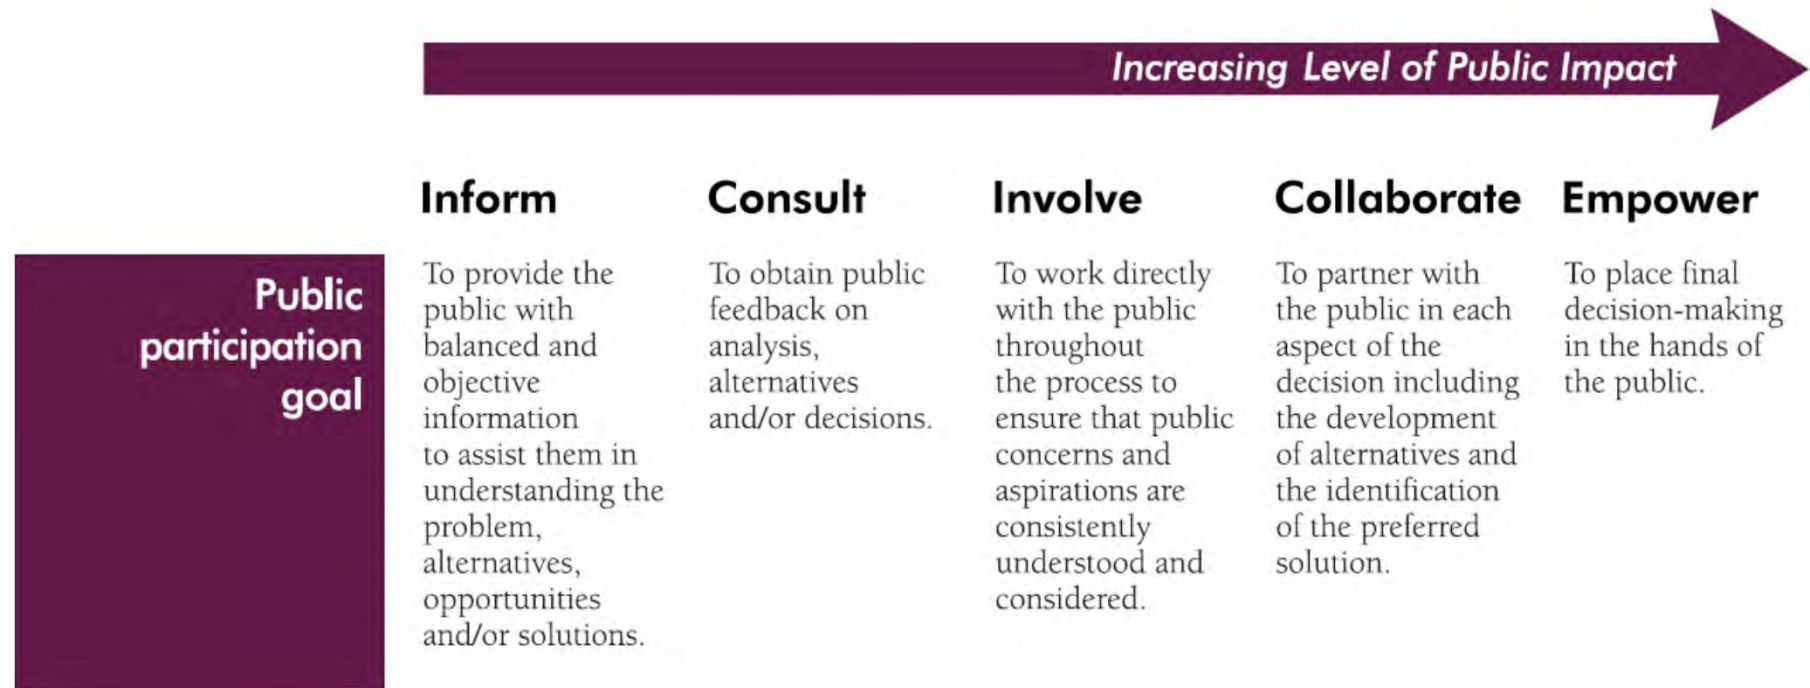 Increasing Level of Public Impact
Inform
Consult
Involve
Collaborate
Empower
Public
participation
goal
To provide the
public with
balanced and
objective
information
to assist them in
understanding the
problem,
alternatives,
opportunities
and/or solutions.
To obtain public
feedback on
analysis,
alternatives
and/or decisions.
To work directly
with the public
throughout
the process to
ensure that public
concerns and
aspirations are
consistently
understood and
considered.
To partner with
the public in each
aspect of the
decision including
the development
of alternatives and
the identification
of the preferred
solution.
To place final
decision-making
in the hands of
the public.